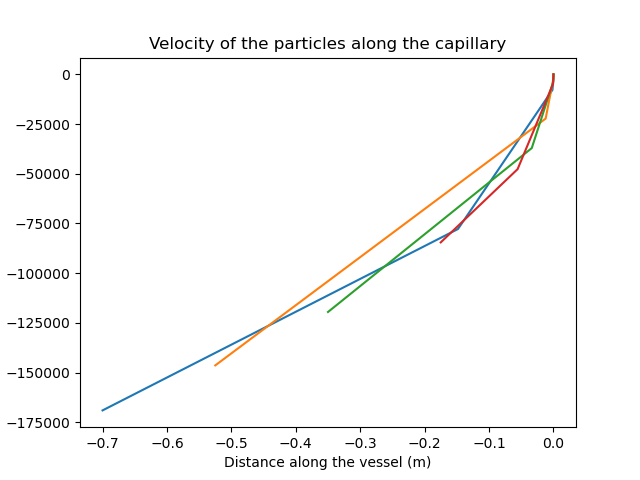 Velocity of the particles along the capillary
0
−25000
−50000
−75000
−100000
−125000
−150000
−175000
−0.7 −0.6 −0.5 −0.4 −0.3 −0.2 −0.1 0.0
Distance along the vessel (m)